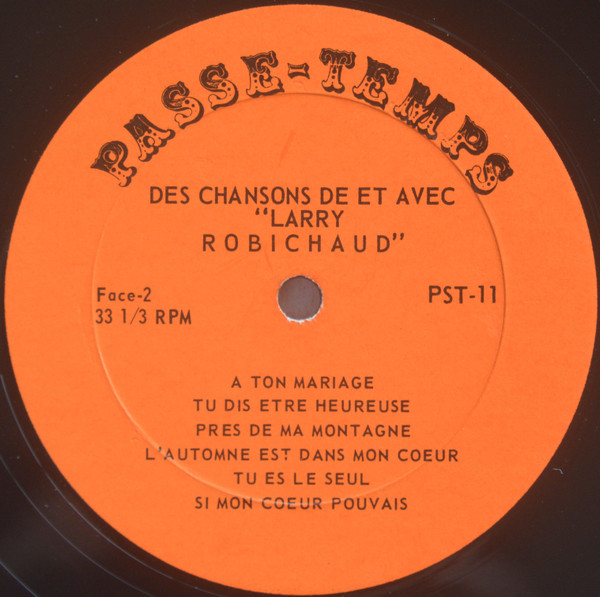 PASSE-TEMPS
DES CHANSONS DE ET AVEC
"LARRY
ROBICHAUD"
Face-2
PST-11
33 1/3 RPM
A TON MARIAGE
TU DIS ETRE HEUREUSE
PRES DE MA MONTAGNE
L'AUTOMNE EST DANS MON COEUR
TU ES LE SEUL
SI MON COEUR POUVAIS